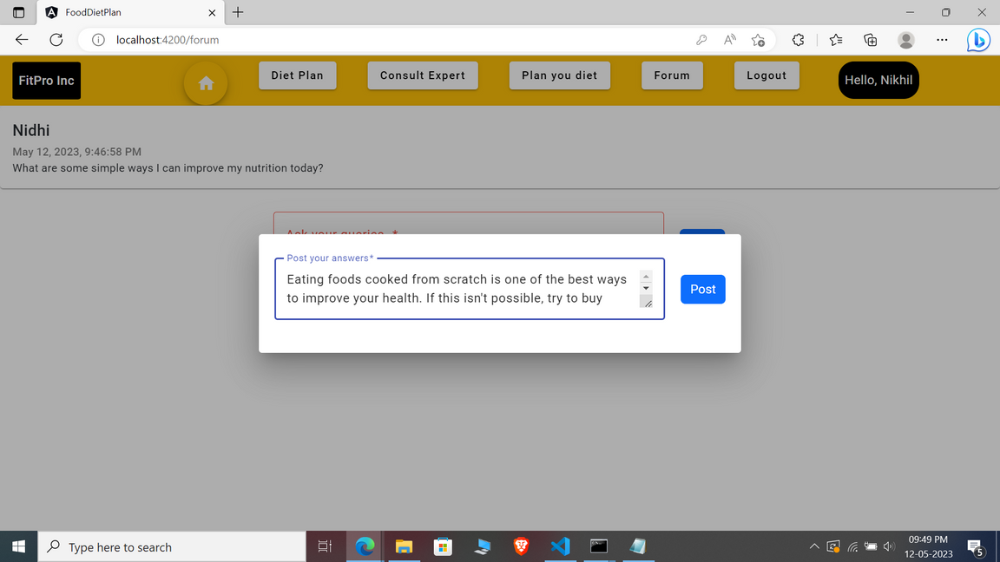 FoodDietPlan
localhost:4200/forum
FitPro Inc
Diet Plan
Consult Expert
Plan you diet
Forum
Logout
Hello, Nikhil
Nidhi
May 12, 2023, 9:46:58 PM
What are some simple ways I can improve my nutrition today?
Ask your queries *
Post your answers*
Eating foods cooked from scratch is one of the best ways
to improve your health. If this isn't possible, try to buy
Post
Type here to search
09:49 PM
12-05-2023
5